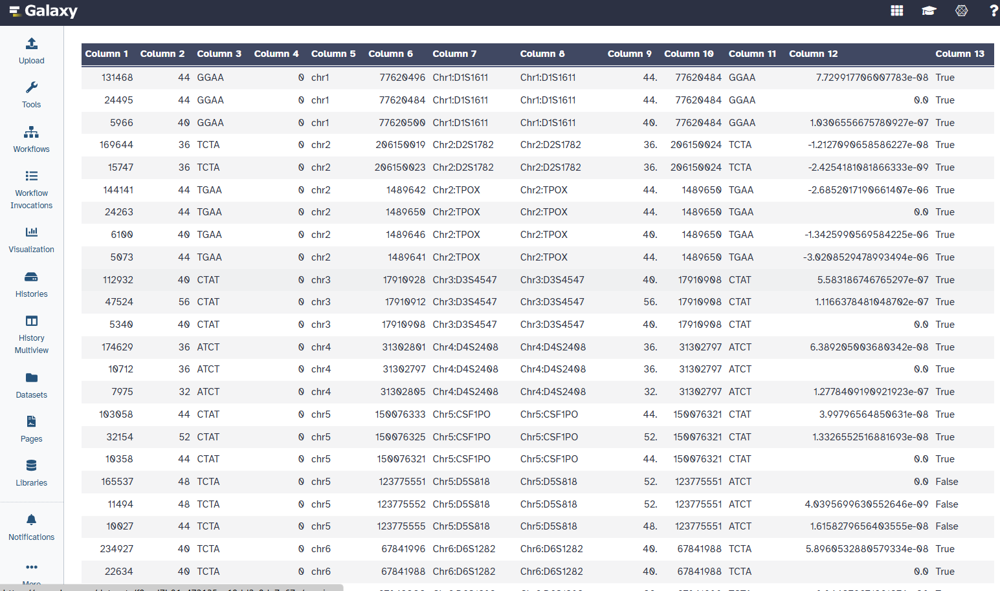 Galaxy
?
Upload
Tools
Workflows
Workflow
Invocations
Visualization
Histories
History
Multiview
Datasets
Pages
Libraries
Notifications
Column 1 Column 2 Column 3 Column 4 Column 5 Column 6 Column 7 Column 8 Column 9 Column 10 Column 11 Column 12 Column 13
131468 44 GGAA 0 chr1 77620496 Chr1:D1S1611 Chr1:D1S1611 44. 77620484 GGAA 7.729917706007783e-08 True
24495 44 GGAA 0 chr1 77620484 Chr1:D1S1611 Chr1:D1S1611 44. 77620484 GGAA 0.0 True
5966 40 GGAA 0 chr1 77620500 Chr1:D1S1611 Chr1:D1S1611 40. 77620484 GGAA 1.0306556675780927e-07 True
169644 36 TCTA 0 chr2 206150019 Chr2:D2S1782 Chr2:D2S1782 36. 206150024 TCTA -1.2127090658586227e-08 True
15747 36 TCTA 0 chr2 206150023 Chr2:D2S1782 Chr2:D2S1782 36. 206150024 TCTA -2.4254181081866333e-09 True
144141 44 TGAA 0 chr2 1489642 Chr2:TPOX Chr2:TPOX 44. 1489650 TGAA -2.6852017190661407e-06 True
24263 44 TGAA 0 chr2 1489650 Chr2:TPOX Chr2:TPOX 44. 1489650 TGAA 0.0 True
6100 40 TGAA 0 chr2 1489646 Chr2:TPOX Chr2:TPOX 40. 1489650 TGAA -1.3425990569584225e-06 True
5073 44 TGAA 0 chr2 1489641 Chr2:TPOX Chr2:TPOX 44. 1489650 TGAA -3.0208529478993494e-06 True
112932 40 CTAT 0 chr3 17910928 Chr3:D3S4547 Chr3:D3S4547 40. 17910908 CTAT 5.583186746765297e-07 True
47524 56 CTAT 0 chr3 17910912 Chr3:D3S4547 Chr3:D3S4547 56. 17910908 CTAT 1.1166378481048702e-07 True
5340 40 CTAT 0 chr3 17910908 Chr3:D3S4547 Chr3:D3S4547 40. 17910908 CTAT 0.0 True
174629 36 ATCT 0 chr4 31302801 Chr4:D4S2408 Chr4:D4S2408 36. 31302797 ATCT 6.389205003680342e-08 True
10712 36 ATCT 0 chr4 31302797 Chr4:D4S2408 Chr4:D4S2408 36. 31302797 ATCT 0.0 True
7975 32 ATCT 0 chr4 31302805 Chr4:D4S2408 Chr4:D4S2408 32. 31302797 ATCT 1.2778409190921923e-07 True
103058 44 CTAT 0 chr5 150076333 Chr5:CSF1PO Chr5:CSF1PO 44. 150076321 CTAT 3.99796564850631e-08 True
32154 52 CTAT 0 chr5 150076325 Chr5:CSF1PO Chr5:CSF1PO 52. 150076321 CTAT 1.3326552516881693e-08 True
10358 44 CTAT 0 chr5 150076321 Chr5:CSF1PO Chr5:CSF1PO 44. 150076321 CTAT 0.0 True
165537 48 TCTA 0 chr5 123775551 Chr5:D5S818 Chr5:D5S818 52. 123775551 ATCT 0.0 False
11494 48 TCTA 0 chr5 123775552 Chr5:D5S818 Chr5:D5S818 52. 123775551 ATCT 4.0395699630552646e-09 False
10027 44 TCTA 0 chr5 123775555 Chr5:D5S818 Chr5:D5S818 48. 123775551 ATCT 1.6158279656403555e-08 False
234927 40 TCTA 0 chr6 67841996 Chr6:D6S1282 Chr6:D6S1282 40. 67841988 TCTA 5.8960532880579334e-08 True
22634 40 TCTA 0 chr6 67841988 Chr6:D6S1282 Chr6:D6S1282 40. 67841988 TCTA 0.0 True